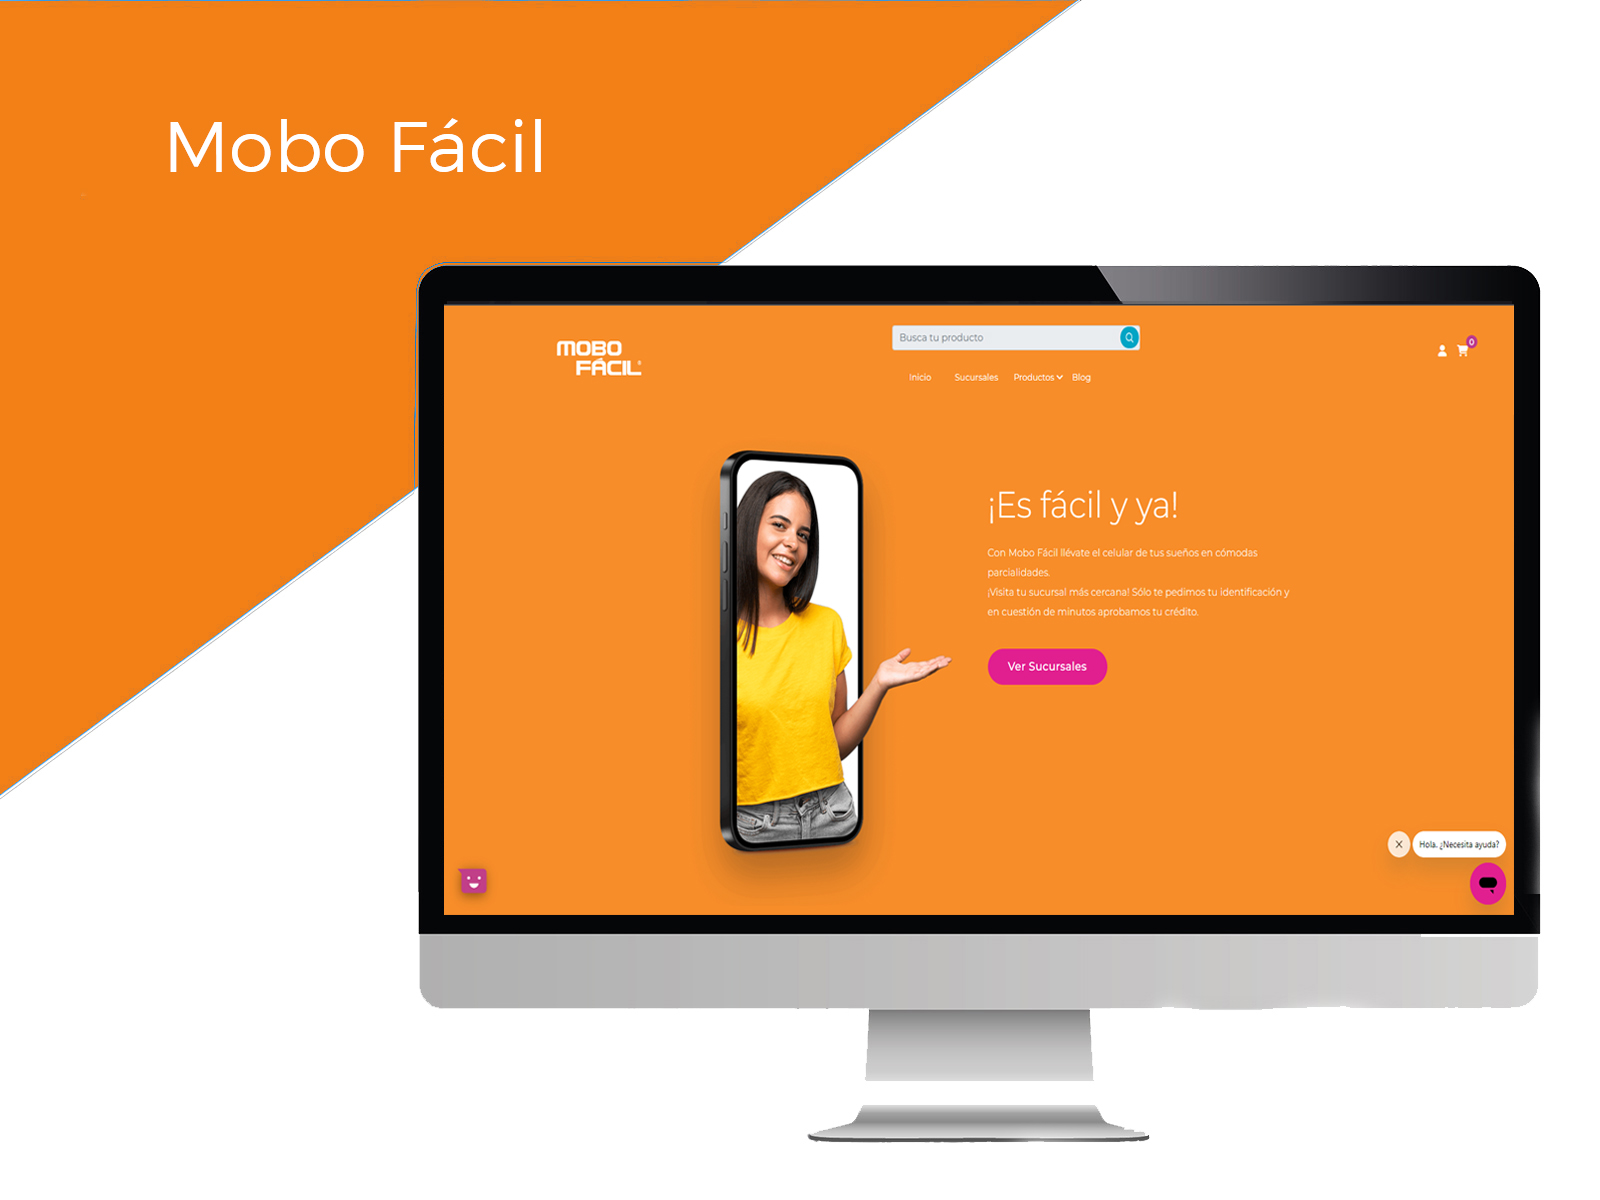 Mobo Fácil
MOBO
FÁCIL
Busca tu producto
0
Inicio Sucursales Productos Blog
¡Es fácil y ya!
Con Mobo Fácil llévate el celular de tus sueños en cómodas
parcialidades.
¡Visita tu sucursal más cercana! Sólo te pedimos tu identificación y
en cuestión de minutos aprobamos tu crédito.
Ver Sucursales
X Hola. ¿Necesita ayuda?